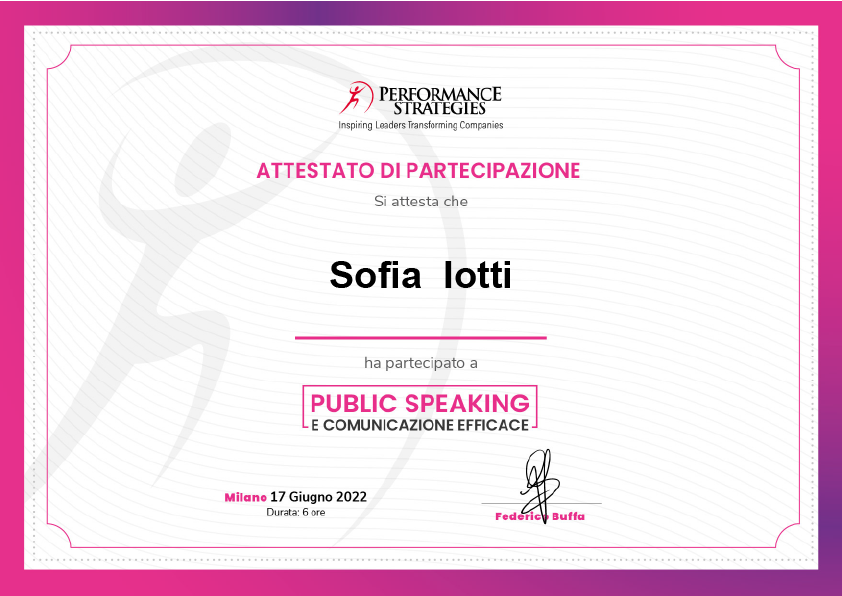 PERFORMANCE
STRATEGIES
Inspiring Leaders Transforming Companies
ATTESTATO DI PARTECIPAZIONE
Si attesta che
Sofia Iotti
ha partecipato a
PUBLIC SPEAKING
E COMUNICAZIONE EFFICACE
Milano 17 Giugno 2022
Durata: 6 ore
Federico Buffa